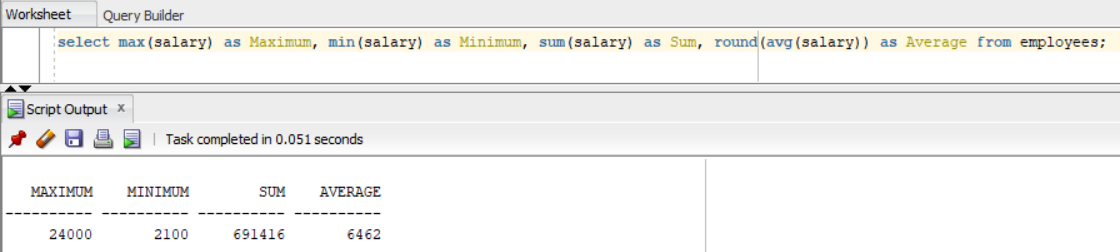 Worksheet Query Builder
select max(salary) as Maximum, min(salary) as Minimum, sum(salary) as Sum, round(avg(salary)) as Average from employees;
Script Output x
Task completed in 0.051 seconds
MAXIMUM MINIMUM SUM AVERAGE
---------- ---------- ---------- ----------
24000 2100 691416 6462